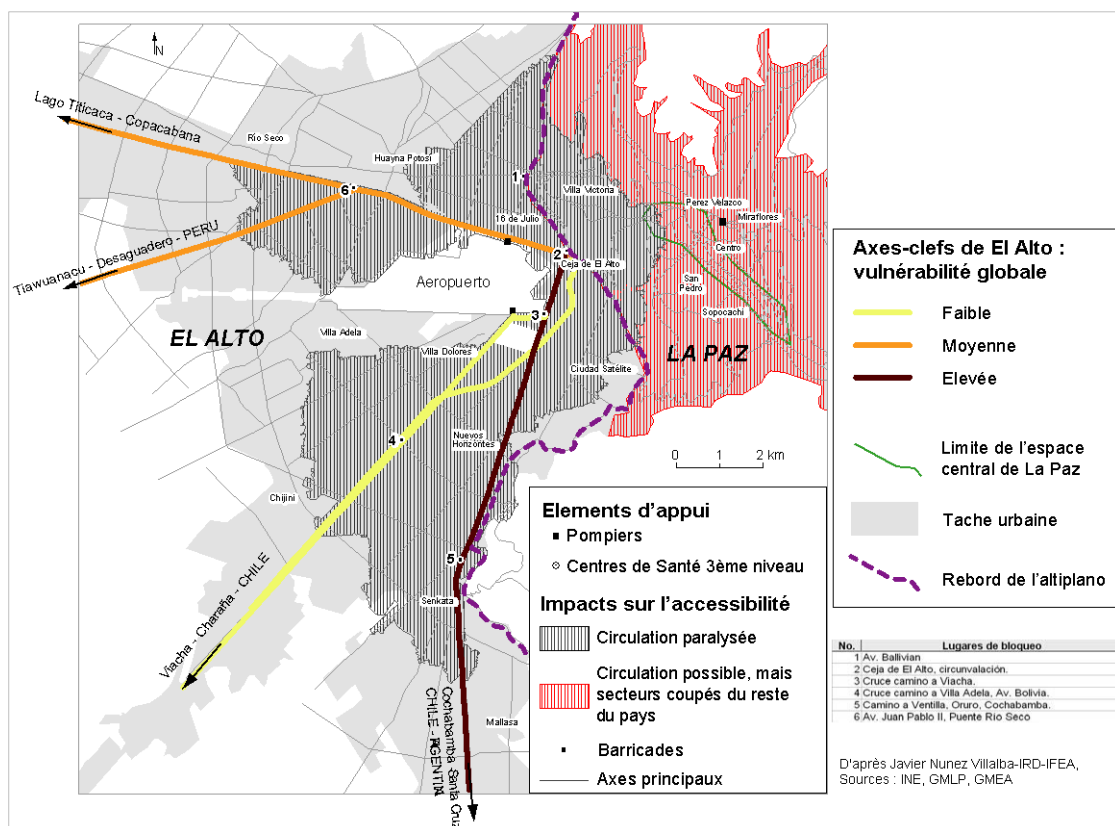 N
Lago Titicaca - Copacabana
Río Seco
Huayna Potosí
1
Villa Victoria
Perez Velazco
Miraflores
6
16 de Julio
Centro
2
Ceja de El Alto
Tiawuanacu - Desaguadero - PERU
Aeropuerto
San
Pedro
Sopocachi
3
EL ALTO
Villa Adela
Villa Dolores
LA PAZ
Ciudad Satélite
4
Nuevos
Horizontes
0 1 2 km
Chijini
5
Senkata
Viacha - Charaña - CHILE
Mallasa
Cochabamba - Santa Cruz
Elements d'appui
Pompiers
Centres de Santé 3ème niveau
Impacts sur l'accessibilité
Circulation paralysée
Circulation possible, mais
secteurs coupés du reste
du pays
Barricades
Axes principaux
Axes-clefs de El Alto :
vulnérabilité globale
Faible
Moyenne
Elevée
Limite de l'espace
central de La Paz
Tache urbaine
Rebord de l'altiplano
No. Lugares de bloqueo
1 Av. Ballivian
2 Ceja de El Alto, circunvalación.
3 Cruce camino a Viacha.
4 Cruce camino a Villa Adela, Av. Bolivia.
5 Camino a Ventilla, Oruro, Cochabamba.
6 Av. Juan Pablo II, Puente Rio Seco
D'après Javier Nunez Villalba-IRD-IFEA,
Sources : INE, GMLP, GMEA